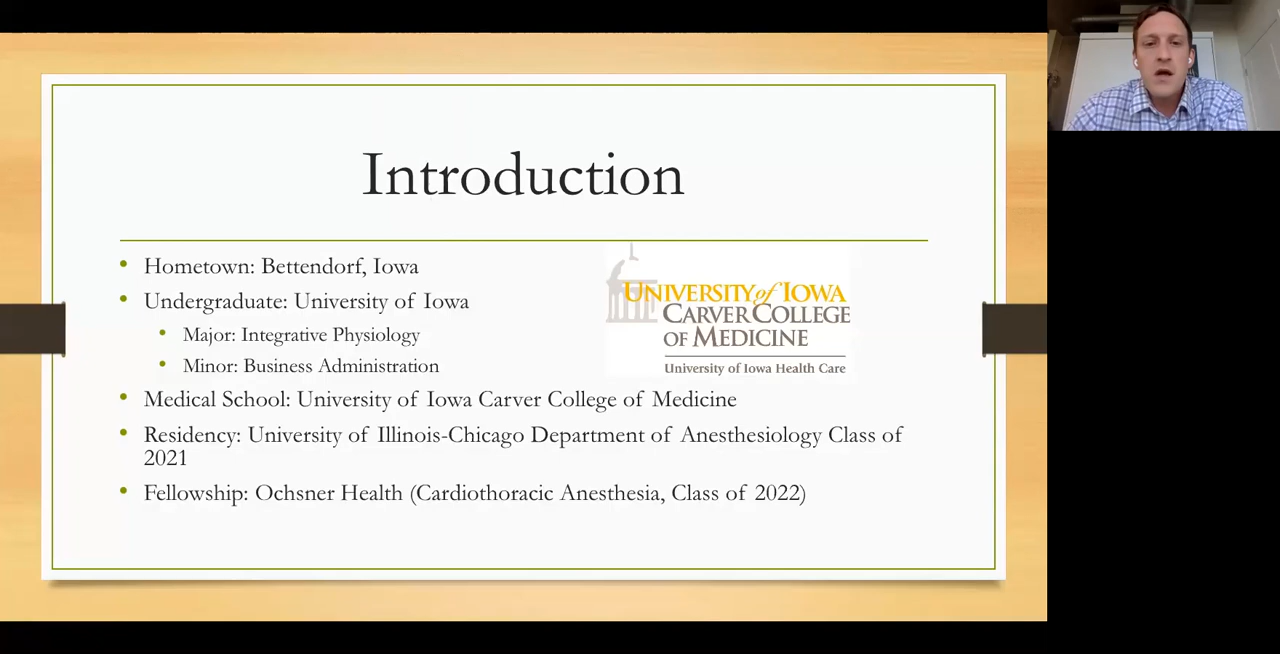 Introduction
• Hometown: Bettendorf, Iowa
• Undergraduate: University of Iowa
• Major: Integrative Physiology
• Minor: Business Administration
UNIVERSITY of IOWA
CARVER COLLEGE
OF MEDICINE
University of Iowa Health Care
• Medical School: University of Iowa Carver College of Medicine
• Residency: University of Illinois-Chicago Department of Anesthesiology Class of
2021
• Fellowship: Ochsner Health (Cardiothoracic Anesthesia, Class of 2022)